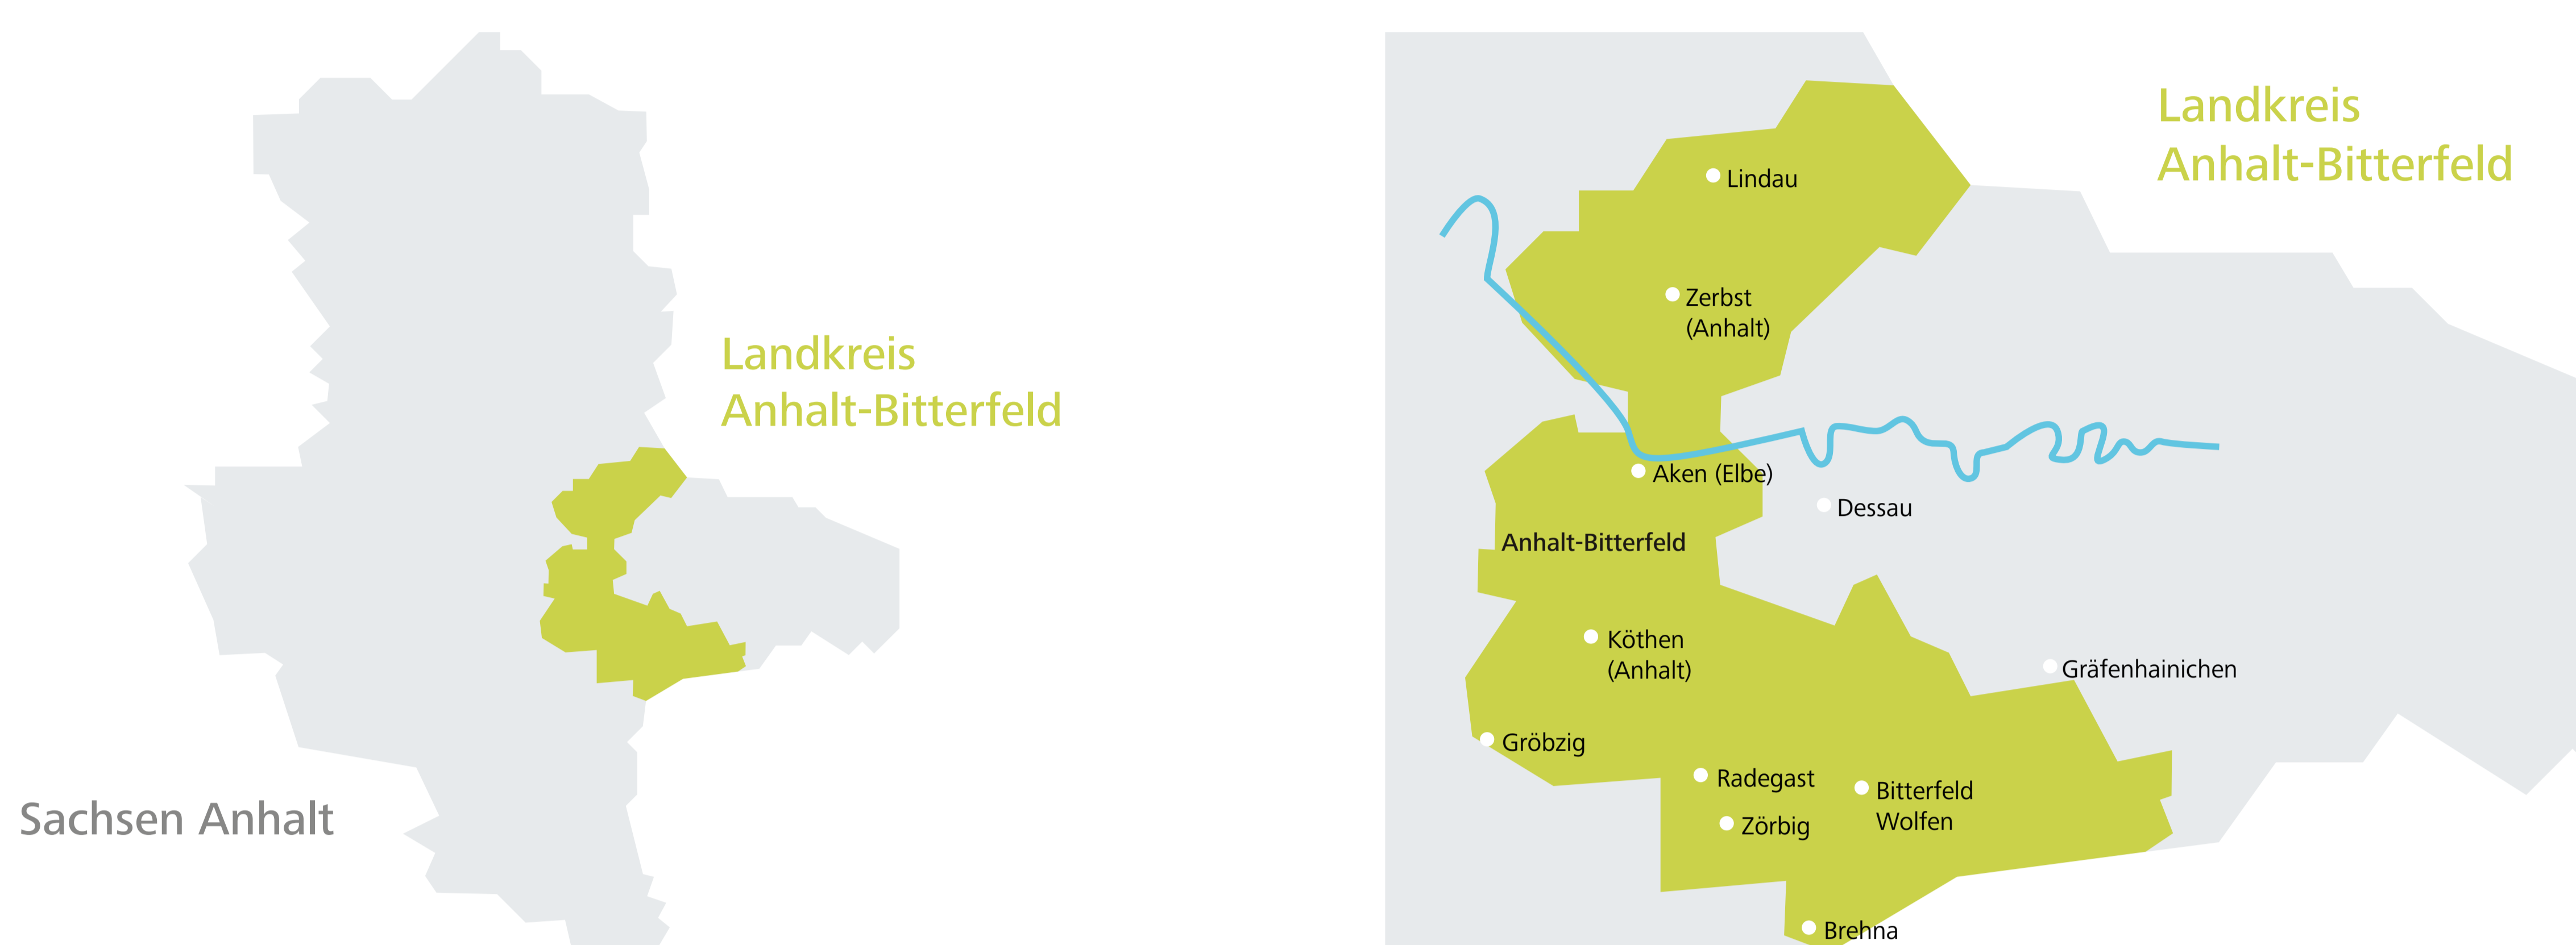 Landkreis
Anhalt-Bitterfeld
Sachsen Anhalt
Landkreis
Anhalt-Bitterfeld
Lindau
Zerbst
(Anhalt)
Aken (Elbe)
Dessau
Anhalt-Bitterfeld
Köthen
(Anhalt)
Gräfenhainichen
Gröbzig
Radegast
Bitterfeld
Wolfen
Zörbig
Brehna